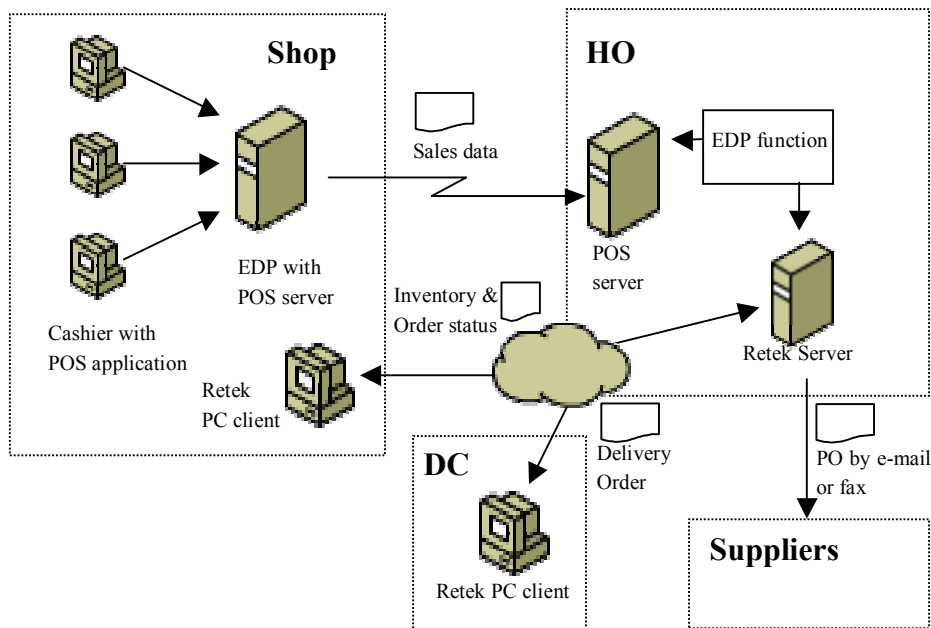 Shop
HO
Sales data
EDP function
EDP with
POS server
POS
server
Cashier with
POS application
Inventory &
Order status
Retek Server
Retek
PC client
DC
Delivery
Order
PO by e-mail
or fax
Retek PC client
Suppliers